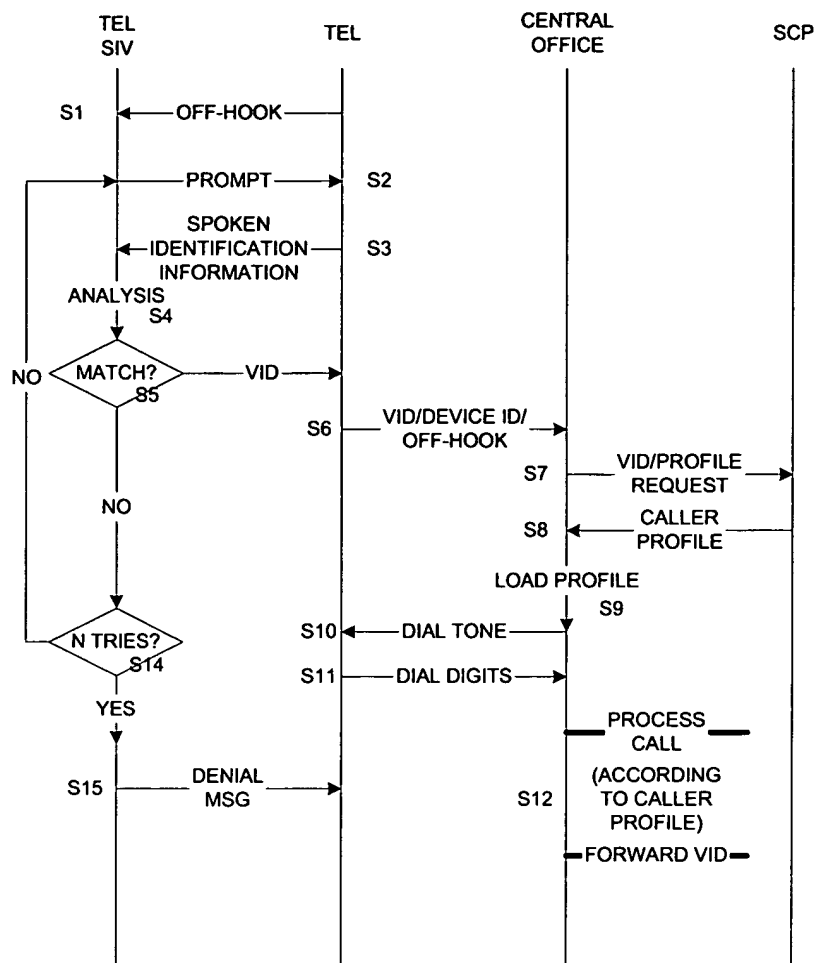 TEL
SIV
TEL
CENTRAL
OFFICE
SCP
S1
OFF-HOOK
PROMPT
S2
SPOKEN
IDENTIFICATION
INFORMATION
S3
ANALYSIS
S4
NO
MATCH?
S5
VID
S6
VID/DEVICE ID/
OFF-HOOK
S7
VID/PROFILE
REQUEST
NO
S8
CALLER
PROFILE
LOAD PROFILE
S9
N TRIES?
S14
S10
DIAL TONE
S11
DIAL DIGITS
YES
PROCESS
CALL
S15
DENIAL
MSG
S12
(ACCORDING
TO CALLER
PROFILE)
FORWARD VID